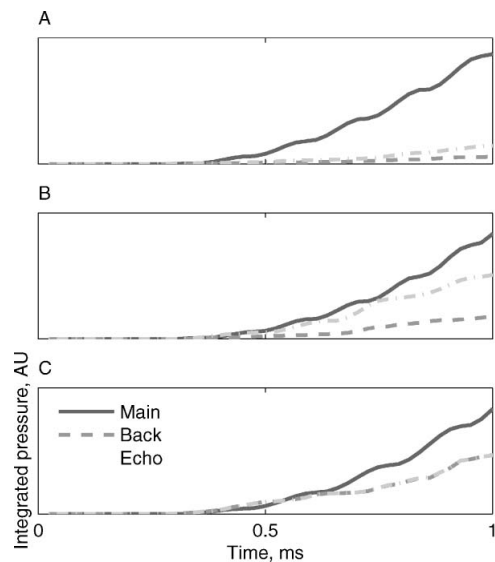 A
B
C
Integrated pressure, AU
Main
Back
Echo
0
0.5
1
Time, ms